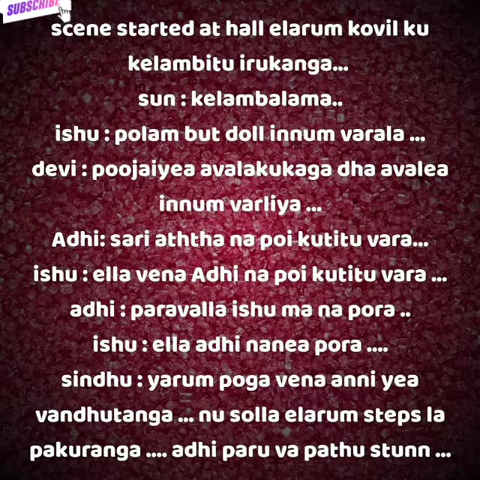 SUBSCRIBE
scene started at hall elarum kovil ku
kelambitu irukanga...
sun : kelambalama..
ishu : polam but doll innum varala ...
devi : poojaiyea avalakukaga dha avalea
innum varliya ...
Adhi: sari aththa na poi kutitu vara...
ishu : ella vena Adhi na poi kutitu vara ...
adhi : paravalla ishu ma na pora ..
ishu : ella adhi nanea pora ....
sindhu : yarum poga vena anni yea
vandhutanga ... nu solla elarum steps la
pakuranga .... adhi paru va pathu stunn ...